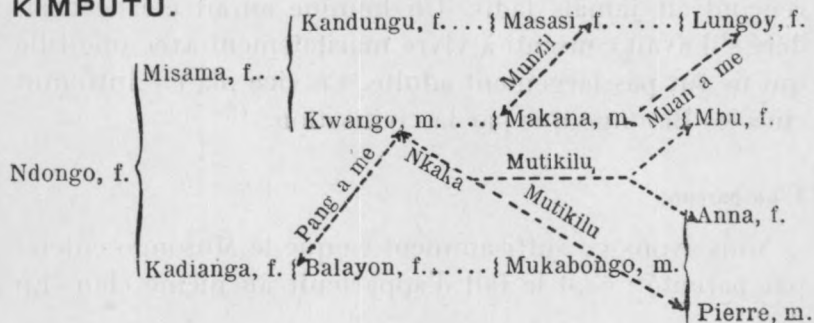 KIMPUTU.
Kandungu, f.... { Masasi, f...... { Lungoy, f.
Munzil
Muan a me
Misama, f..
Kwango, m. .... { Makana, m. { Mbu, f.
Ndongo, f.
Pang a me
Nkaka
Mutikilu
Mutikilu
Anna, f.
Kadianga, f. { Balayon, f...... { Mukabongo, m.
Pierre, m.